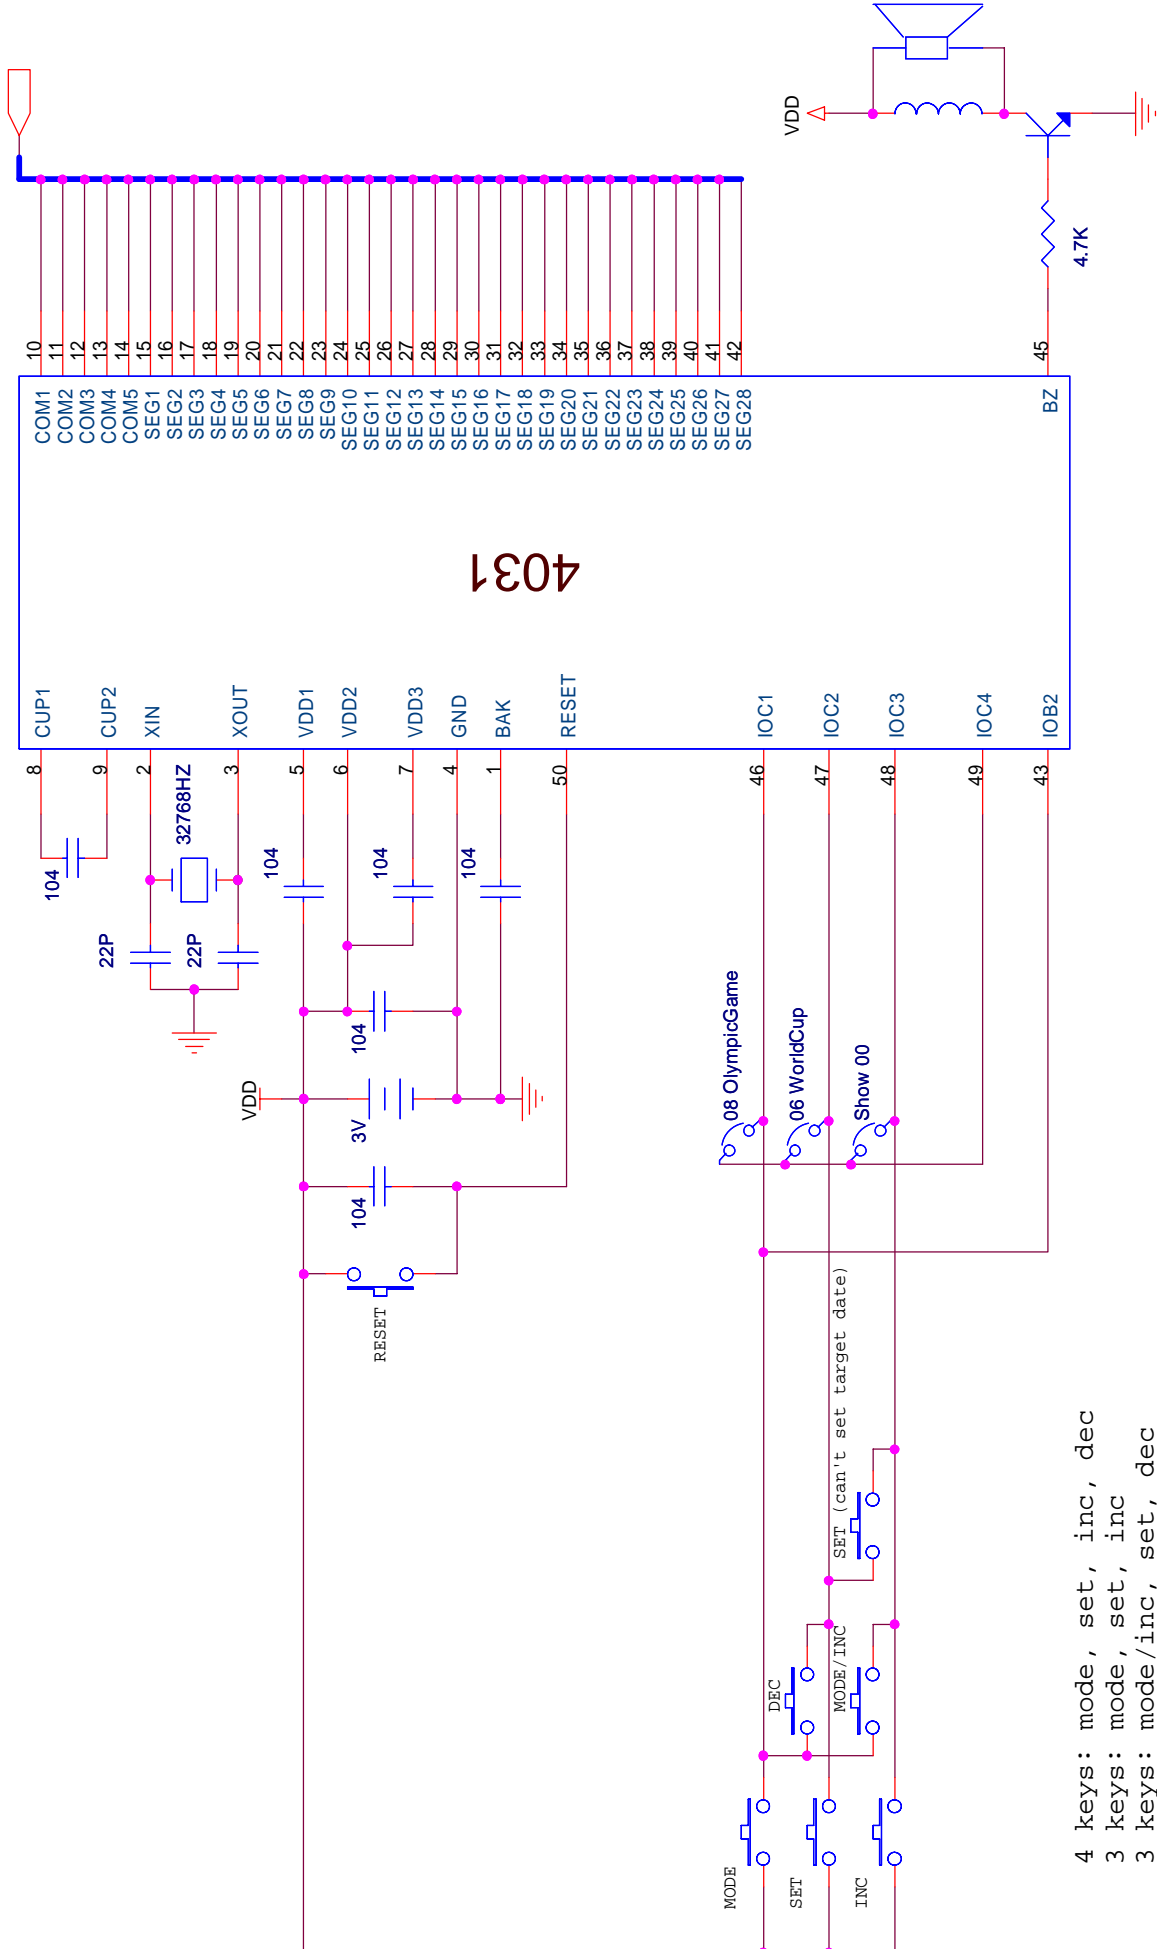 VDD
4.7K
10
11
12
13
14
15
16
17
18
19
20
21
22
23
24
25
26
27
28
29
30
31
32
33
34
35
36
37
38
39
40
41
42
45
COM1
COM2
COM3
COM4
COM5
SEG1
SEG2
SEG3
SEG4
SEG5
SEG6
SEG7
SEG8
SEG9
SEG10
SEG11
SEG12
SEG13
SEG14
SEG15
SEG16
SEG17
SEG18
SEG19
SEG20
SEG21
SEG22
SEG23
SEG24
SEG25
SEG26
SEG27
SEG28
BZ
4031
CUP1
CUP2
XIN
XOUT
VDD1
VDD2
VDD3
GND
BAK
RESET
IOC1
IOC2
IOC3
IOC4
IOB2
8
9
2
3
5
6
7
4
1
50
46
47
48
49
43
104
32768HZ
104
104
104
22P
22P
104
VDD
3V
104
RESET
08 OlympicGame
06 WorldCup
Show 00
SET (can't set target date)
DEC
MODE/INC
MODE
SET
INC
4 keys: mode, set, inc, dec
3 keys: mode, set, inc
3 keys: mode/inc, set, dec